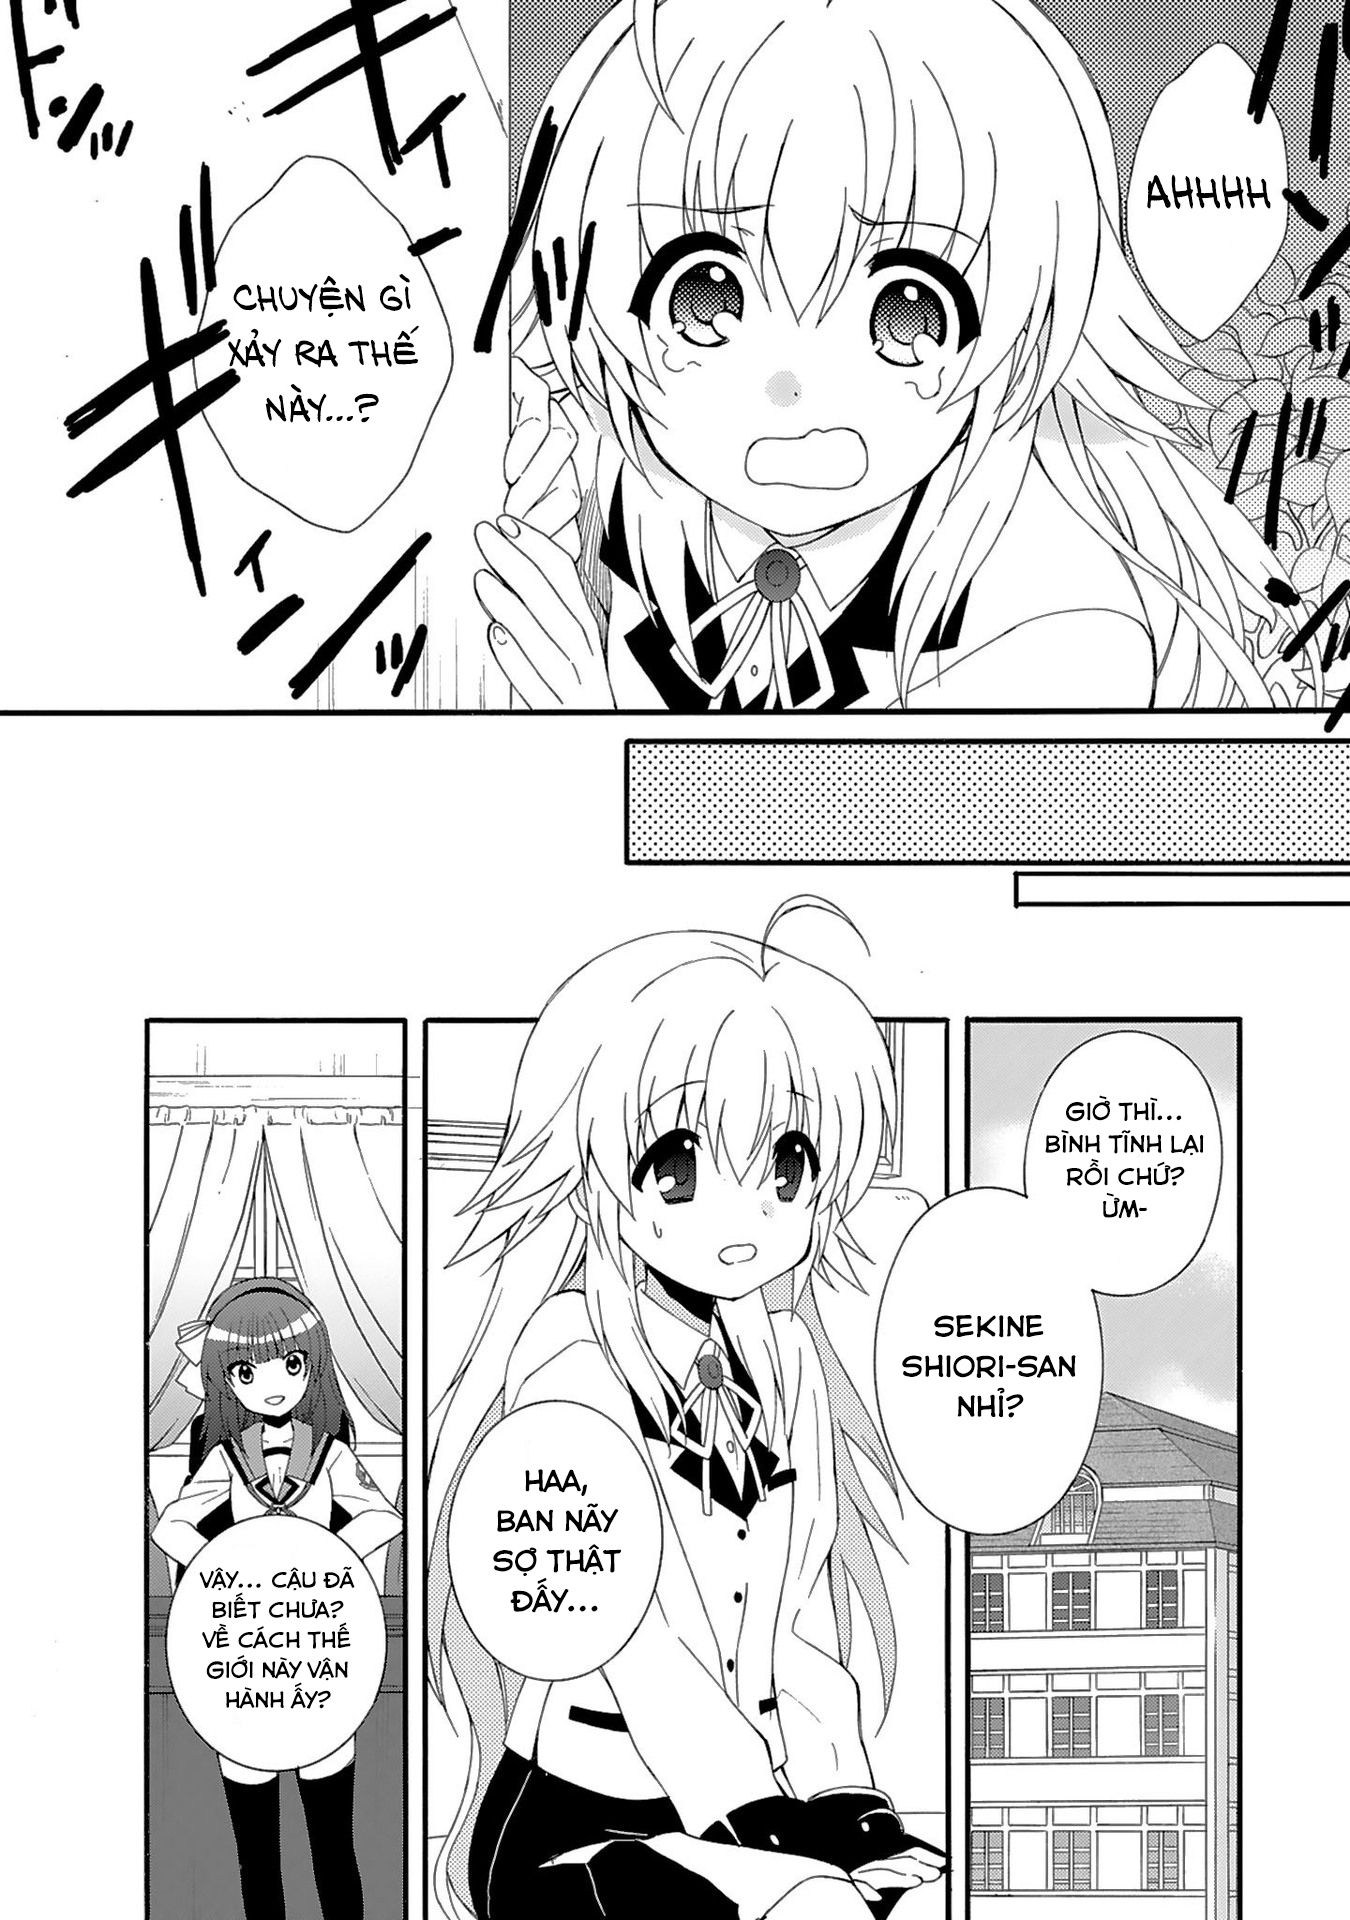 AHHHH
CHUYỆN GÌ
XẢY RA THẾ
NÀY...?
GIỜ THÌ...
BÌNH TĨNH LẠI
RỒI CHỨ?
ỪM-
SEKINE
SHIORI-SAN
NHỈ?
HAA,
BAN NÃY
SỢ THẬT
ĐẤY...
VẬY... CẬU ĐÃ
BIẾT CHƯA?
VỀ CÁCH THẾ
GIỚI NÀY VẬN
HÀNH ẤY?